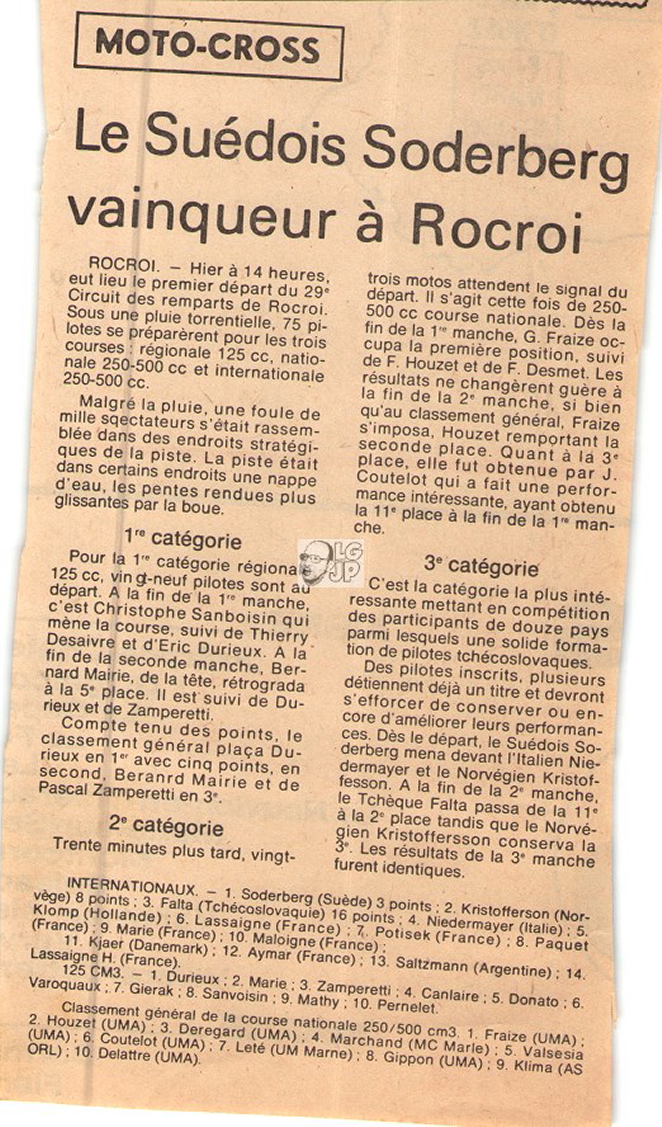 MOTO-CROSS
Le Suédois Soderberg
vainqueur à Rocroi
ROCROI. — Hier à 14 heures,
eut lieu le premier départ du 29e
Circuit des remparts de Rocroi.
Sous une pluie torrentielle, 75 pi-
lotes se préparèrent pour les trois
courses : régionale 125 cc, natio-
nale 250-500 cc et internationale
250-500 cc.
Malgré la pluie, une foule de
mille sqectateurs s'était rassem-
blée dans des endroits stratégi-
ques de la piste. La piste était
dans certains endroits une nappe
d'eau, les pentes rendues plus
glissantes par la boue.
1re catégorie
Pour la 1re catégorie régional
125 cc, ving-neuf pilotes sont au
départ. A la fin de la 1re manche,
c'est Christophe Sanboisin qui
mène la course, suivi de Thierry
Desaivre et d'Eric Durieux. A la
fin de la seconde manche, Ber-
nard Mairie, de la tête, rétrograda
à la 5e place. Il est suivi de Du-
rieux et de Zamperetti.
Compte tenu des points, le
classement général plaça Du-
rieux en 1er avec cinq points, en
second, Beranrd Mairie et de
Pascal Zamperetti en 3e.
2e catégorie
Trente minutes plus tard, vingt-
trois motos attendent le signal du
départ. Il s'agit cette fois de 250-
500 cc course nationale. Dès la
fin de la 1re manche, G. Fraize oc-
cupa la première position, suivi
de F. Houzet et de F. Desmet. Les
résultats ne changèrent guère à
la fin de la 2e manche, si bien
qu'au classement général, Fraize
s'imposa, Houzet remportant la
seconde place. Quant à la 3e
place, elle fut obtenue par J.
Coutelot qui a fait une perfor-
mance intéressante, ayant obtenu
la 11e place à la fin de la 1re man-
che.
3e catégorie
C'est la catégorie la plus inté-
ressante mettant en compétition
des participants de douze pays
parmi lesquels une solide forma-
tion de pilotes tchécoslovaques.
Des pilotes inscrits, plusieurs
détiennent déjà un titre et devront
s'efforcer de conserver ou en-
core d'améliorer leurs performan-
ces. Dès le départ, le Suédois So-
derberg mena devant l'Italien Nie-
dermayer et le Norvégien Kristof-
fesson. A la fin de la 2e manche,
le Tchèque Falta passa de la 11e
à la 2e place tandis que le Norvé-
gien Kristoffersson conserva la
3e. Les résultats de la 3e manche
furent identiques.
INTERNATIONAUX. — 1. Soderberg (Suède) 3 points ; 2. Kristofferson (Nor-
vège) 8 points ; 3. Falta (Tchécoslovaquie) 16 points ; 4. Niedermayer (Italie) ; 5.
Klomp (Hollande) ; 6. Lassaigne (France) ; 7. Potisek (France) ; 8. Paquet
(France) ; 9. Marie (France) ; 10. Maloigne (France) ;
11. Kjaer (Danemark) ; 12. Aymar (France) ; 13. Saltzmann (Argentine) ; 14.
Lassaigne H. (France).
125 CM3. — 1. Durieux ; 2. Marie ; 3. Zamperetti ; 4. Canlaire ; 5. Donato ; 6.
Varoquaux ; 7. Gierak ; 8. Sanvoisin ; 9. Mathy ; 10. Pernelet.
Classement général de la course nationale 250/500 cm3. 1. Fraize (UMA) ;
2. Houzet (UMA) ; 3. Deregard (UMA) ; 4. Marchand (MC Marle) ; 5. Valsesia
(UMA) ; 6. Coutelot (UMA) ; 7. Leté (UM Marne) ; 8. Gippon (UMA) ; 9. Klima (AS
ORL) ; 10. Delattre (UMA).
LG
JP